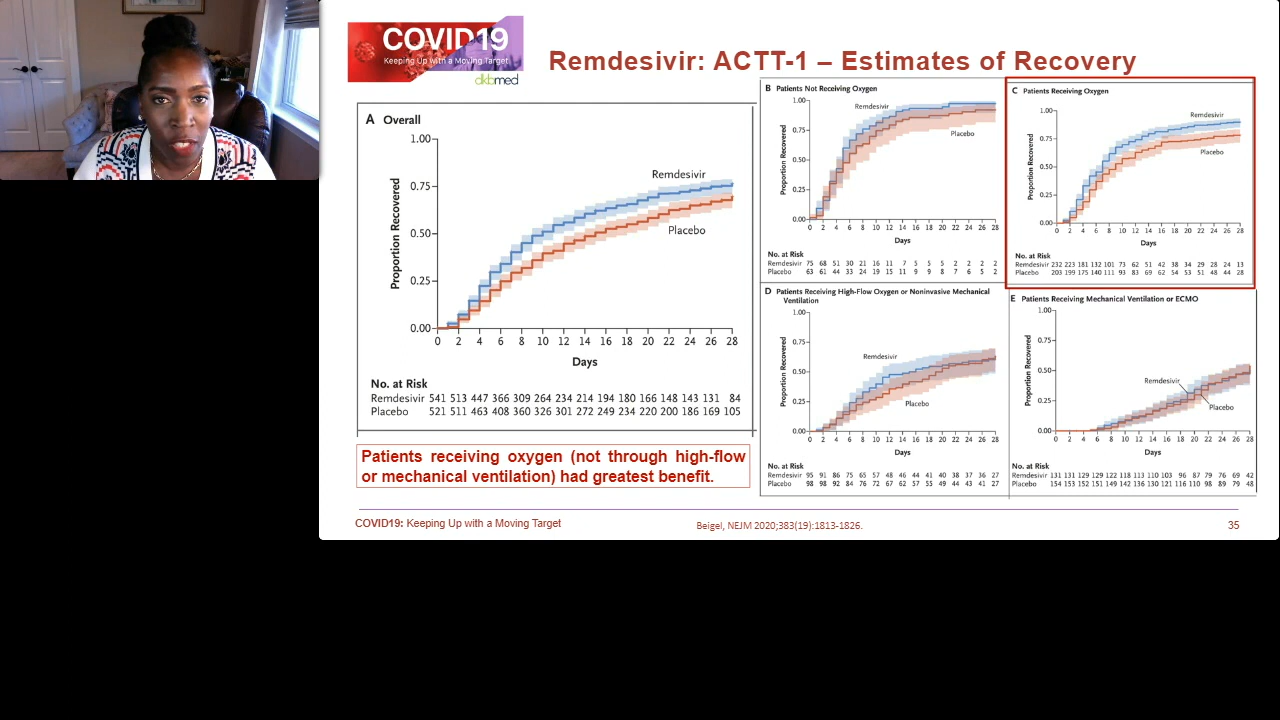 COVID19
Keeping Up with a Moving Target
dkbmed
Remdesivir: ACTT-1 – Estimates of Recovery
A Overall
1.00
0.75
0.50
0.25
0.00
Proportion Recovered
Remdesivir
Placebo
0 2 4 6 8 10 12 14 16 18 20 22 24 26 28
Days
No. at Risk
Remdesivir 541 513 447 366 309 264 234 214 194 180 166 148 143 131 84
Placebo 521 511 463 408 360 326 301 272 249 234 220 200 186 169 105
Patients receiving oxygen (not through high-flow
or mechanical ventilation) had greatest benefit.
B Patients Not Receiving Oxygen
1.00
0.75
0.50
0.25
0.00
Proportion Recovered
Remdesivir
Placebo
0 2 4 6 8 10 12 14 16 18 20 22 24 26 28
Days
No. at Risk
Remdesivir 75 68 51 30 21 16 11 7 5 5 2 2 2 2 2
Placebo 63 61 44 33 24 19 15 11 9 9 8 7 6 5 2
C Patients Receiving Oxygen
1.00
0.75
0.50
0.25
0.00
Proportion Recovered
Remdesivir
Placebo
0 2 4 6 8 10 12 14 16 18 20 22 24 26 28
Days
No. at Risk
Remdesivir 232 223 181 132 101 73 62 51 42 38 34 29 28 24 13
Placebo 203 199 175 140 111 93 83 69 62 54 53 51 48 44 28
D Patients Receiving High-Flow Oxygen or Noninvasive Mechanical
Ventilation
1.00
0.75
0.50
0.25
0.00
Proportion Recovered
Remdesivir
Placebo
0 2 4 6 8 10 12 14 16 18 20 22 24 26 28
Days
No. at Risk
Remdesivir 95 91 86 75 65 57 48 46 44 41 40 38 37 36 27
Placebo 98 98 92 84 76 72 67 62 57 55 49 44 43 41 27
E Patients Receiving Mechanical Ventilation or ECMO
1.00
0.75
0.50
0.25
0.00
Proportion Recovered
Remdesivir
Placebo
0 2 4 6 8 10 12 14 16 18 20 22 24 26 28
Days
No. at Risk
Remdesivir 131 131 129 129 122 118 113 110 103 96 87 79 76 69 42
Placebo 154 153 152 151 149 142 136 130 121 116 110 98 89 79 48
COVID19: Keeping Up with a Moving Target
Beigel, NEJM 2020;383(19):1813-1826.
35